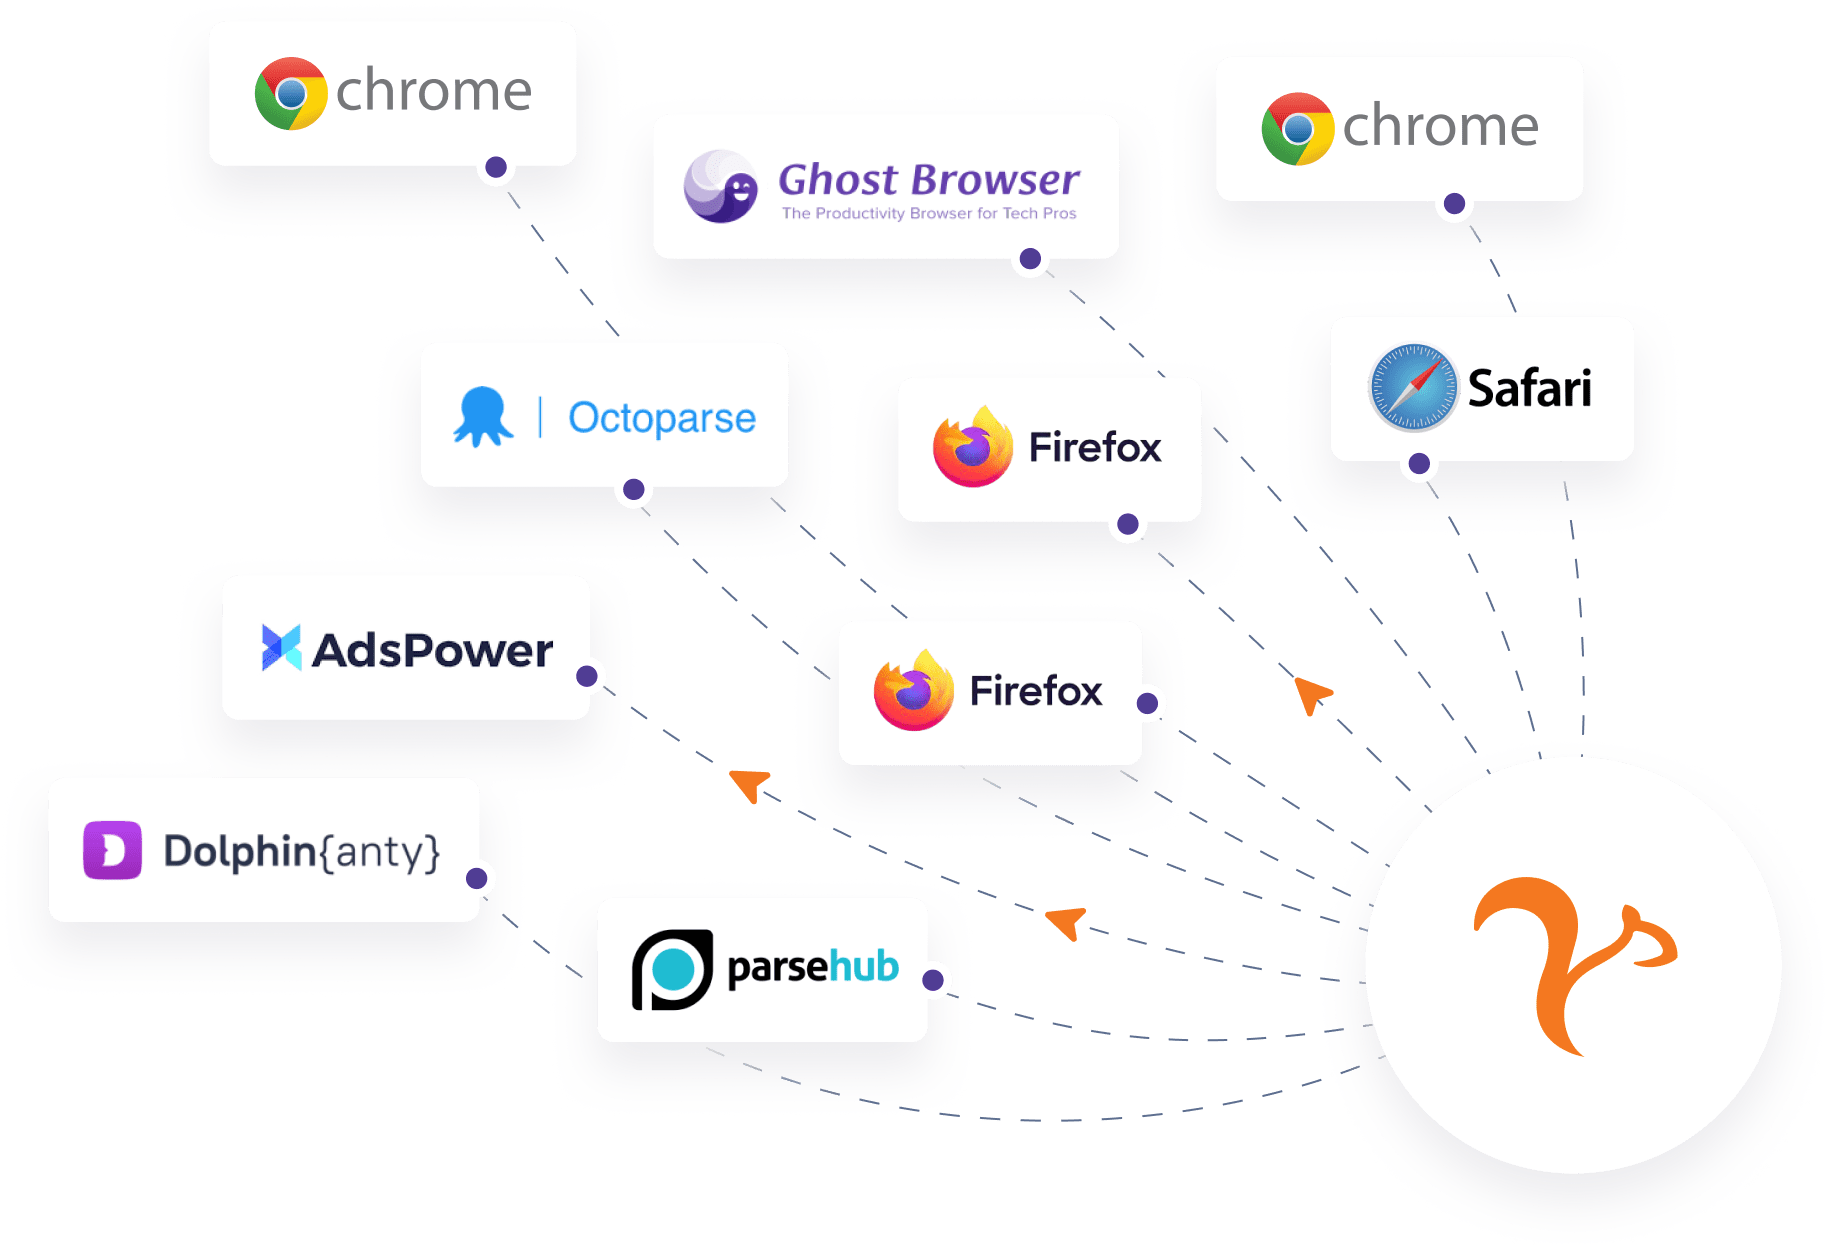 chrome
chrome
Ghost Browser
The Productivity Browser for Tech Pros
Safari
Octoparse
Firefox
AdsPower
Firefox
Dolphin{anty}
parsehub